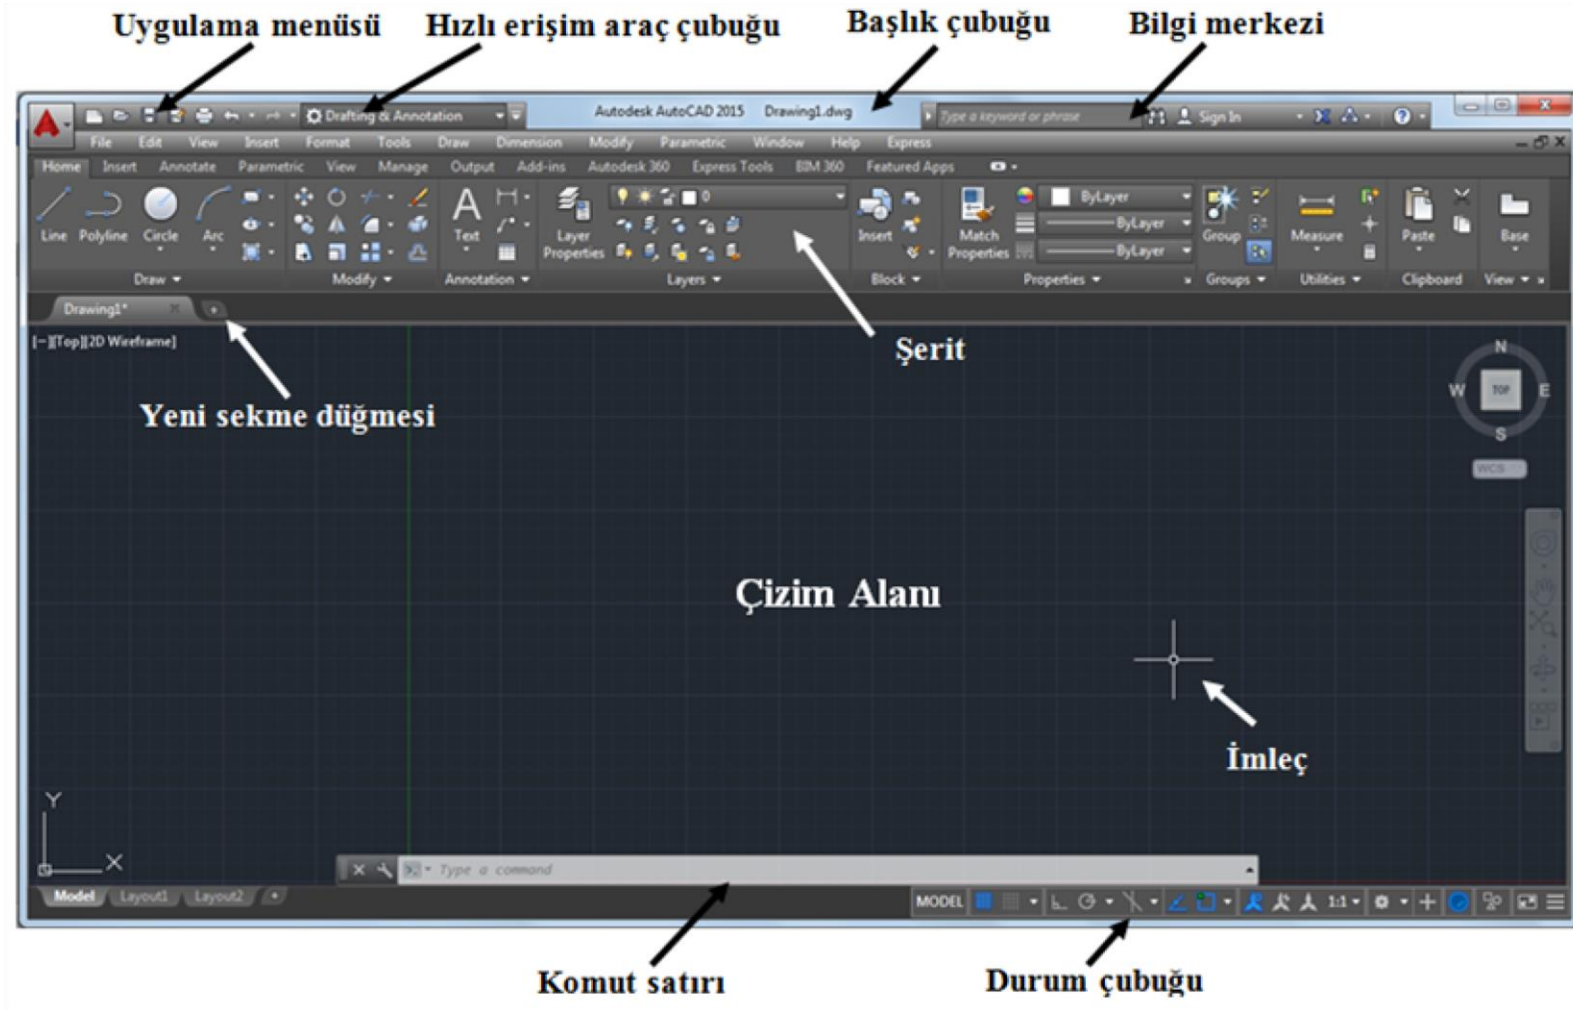 Uygulama menüsü
Hızlı erişim araç çubuğu
Başlık çubuğu
Bilgi merkezi
Drafting & Annotation
Autodesk AutoCAD 2015 Drawing1.dwg
Type a keyword or phrase
Sign In
File Edit View Insert Format Tools Draw Dimension Modify Parametric Window Help Express
Home Insert Annotate Parametric View Manage Output Add-ins Autodesk 360 Express Tools BIM 360 Featured Apps
0
ByLayer
Line Polyline Circle Arc
Text
Layer
Properties
Insert
Match
Properties
ByLayer
ByLayer
Group
Measure
Paste
Base
Draw
Modify
Annotation
Layers
Block
Properties
Groups
Utilities
Clipboard
View
Drawing1*
[−][Top][2D Wireframe]
Şerit
Yeni sekme düğmesi
N
W TOP E
S
WCS
Çizim Alanı
İmleç
Y
X
Type a command
Model Layout1 Layout2 +
MODEL
1:1
Komut satırı
Durum çubuğu